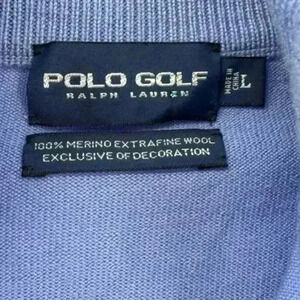 POLO GOLF
RALPH LAUREN
MADE IN
CHINA
L
100% MERINO EXTRAFINE WOOL
EXCLUSIVE OF DECORATION